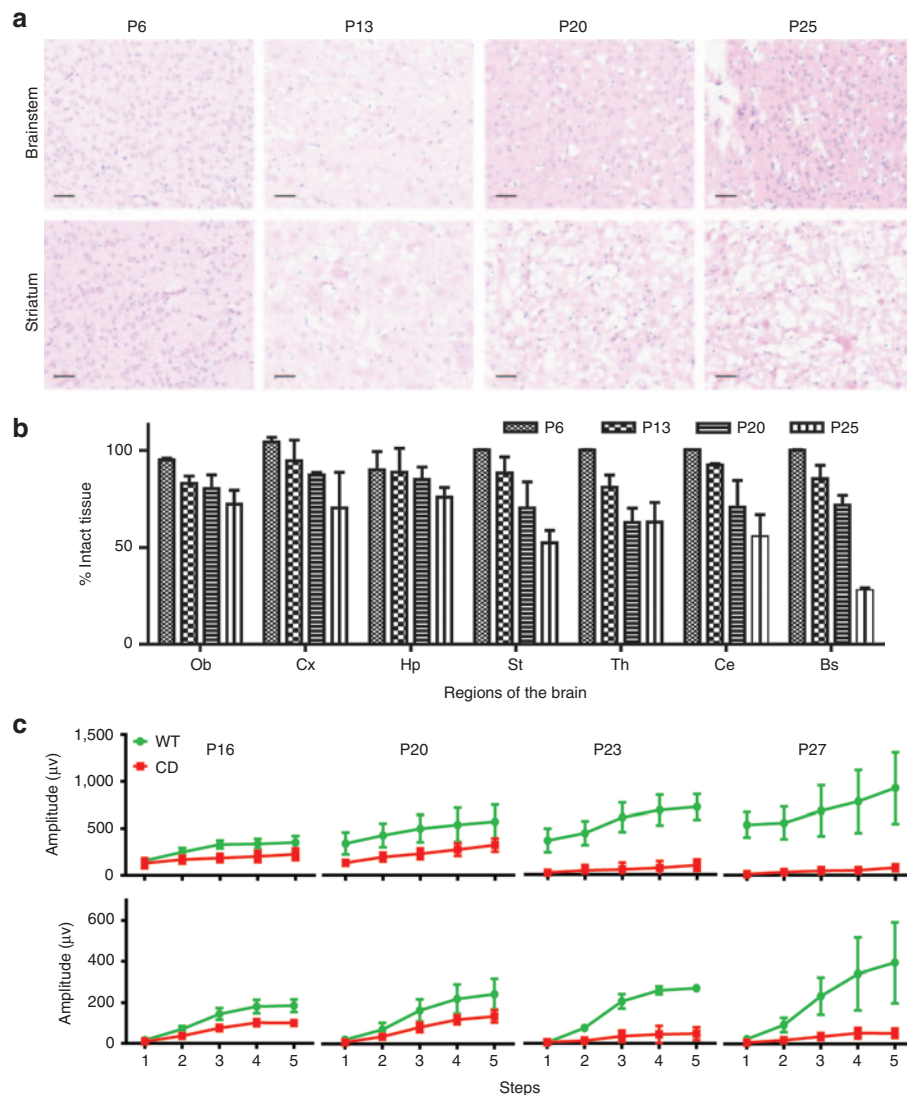 a
P6 P13 P20 P25
Brainstem
Striatum
b
P6 P13 P20 P25
% Intact tissue
100
50
0
Ob Cx Hp St Th Ce Bs
Regions of the brain
c
WT
CD
P16 P20 P23 P27
Amplitude (μv)
1,500
1,000
500
0
Amplitude (μv)
600
400
200
0
1 2 3 4 5 1 2 3 4 5 1 2 3 4 5 1 2 3 4 5
Steps